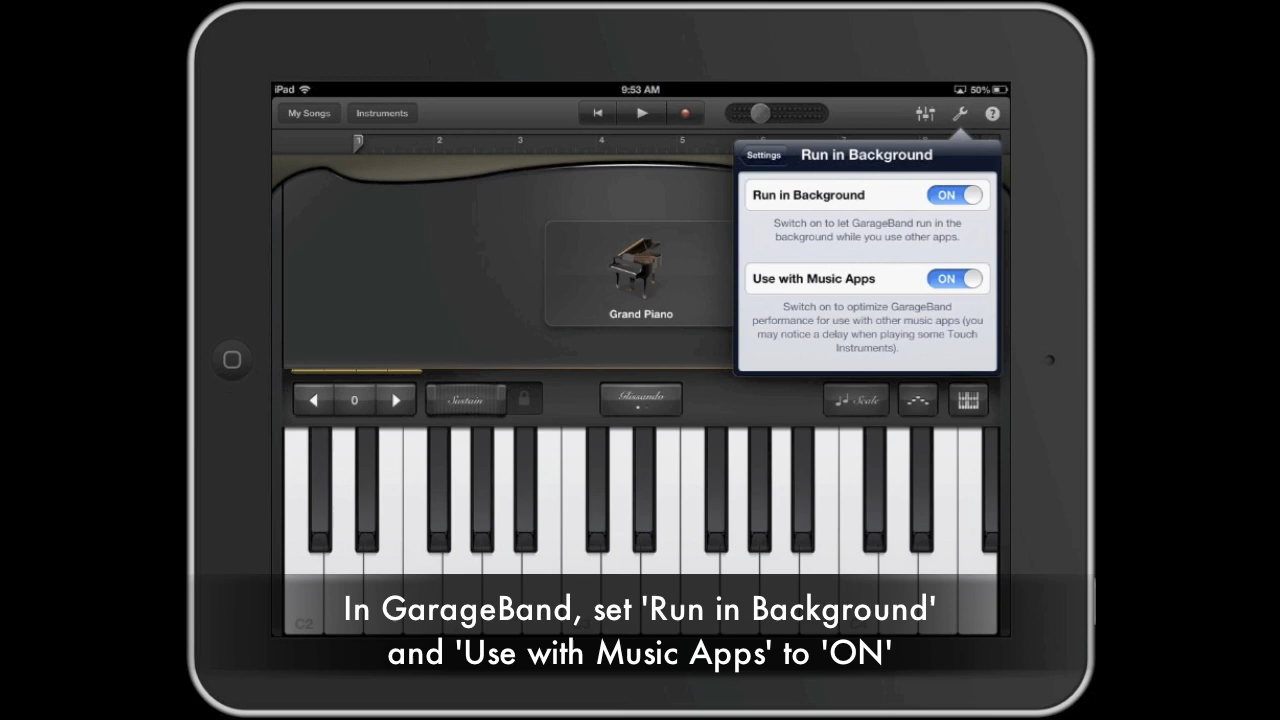 iPad
9:53 AM
50%
My Songs
Instruments
?
1 2 3 4 5 6 7
Settings
Run in Background
Run in Background
ON
Switch on to let GarageBand run in the
background while you use other apps.
Use with Music Apps
ON
Switch on to optimize GarageBand
performance for use with other music apps (you
may notice a delay when playing some Touch
Instruments).
Grand Piano
0
Sustain
Glissando
Scale
C2
In GarageBand, set 'Run in Background'
and 'Use with Music Apps' to 'ON'